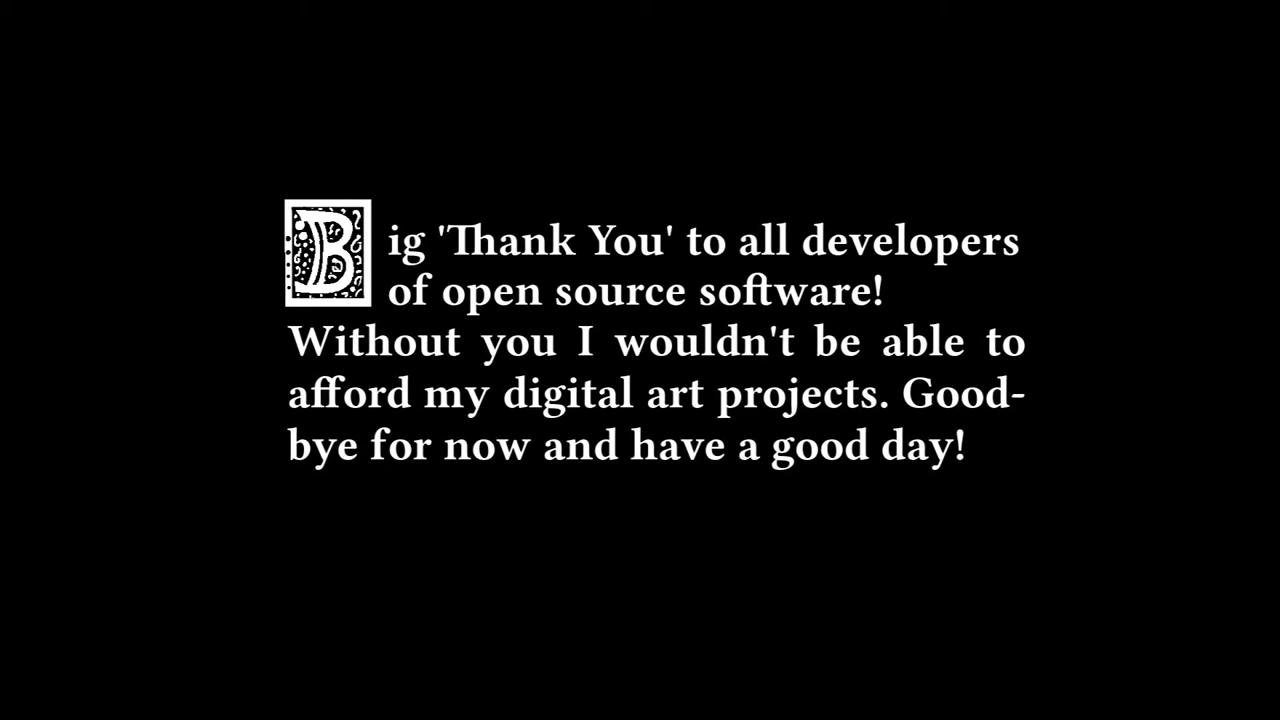 Big 'Thank You' to all developers
of open source software!
Without you I wouldn't be able to
afford my digital art projects. Good-
bye for now and have a good day!